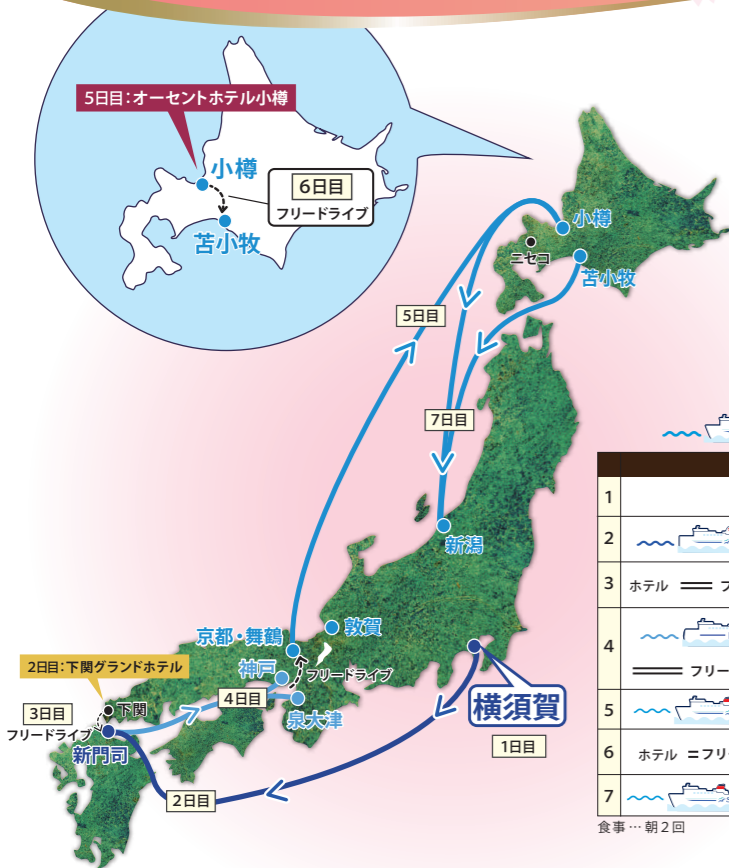 5日目:オーセントホテル小樽
小樽
6日目
フリードライブ
苫小牧
小樽
ニセコ
苫小牧
5日目
7日目
新潟
敦賀
京都・舞鶴
神戸
フリードライブ
泉大津
4日目
2日目:下関グランドホテル
3日目
下関
フリードライブ
新門司
2日目
横須賀
1日目
1
2
3 ホテル
4
フリー
5
6 ホテル =フリ
7
食事…朝2回